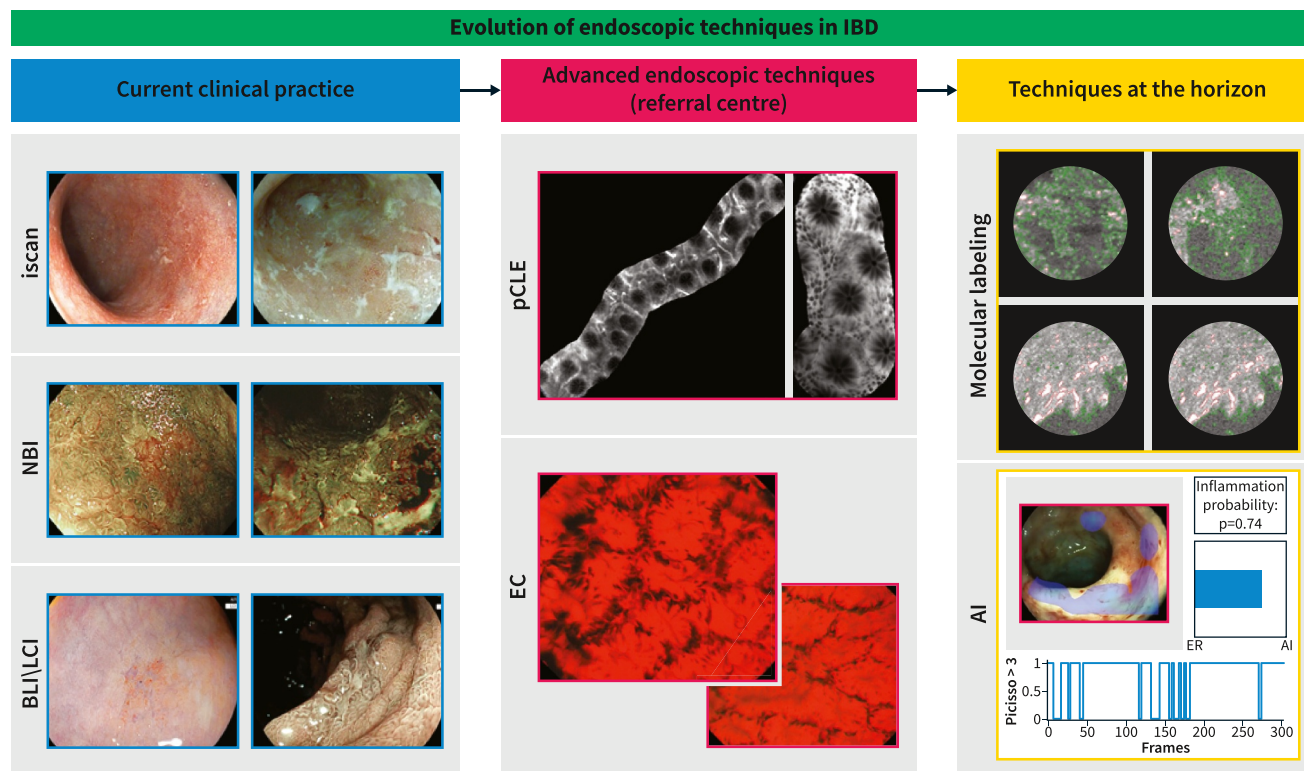 Evolution of endoscopic techniques in IBD
Current clinical practice
Advanced endoscopic techniques
(referral centre)
Techniques at the horizon
iscan
NBI
BLI\LCI
pCLE
EC
Molecular labeling
AI
Inflammation
probability:
p=0.74
ER
AI
Picisso > 3
1
0.5
0
0 50 100 150 200 250 300
Frames